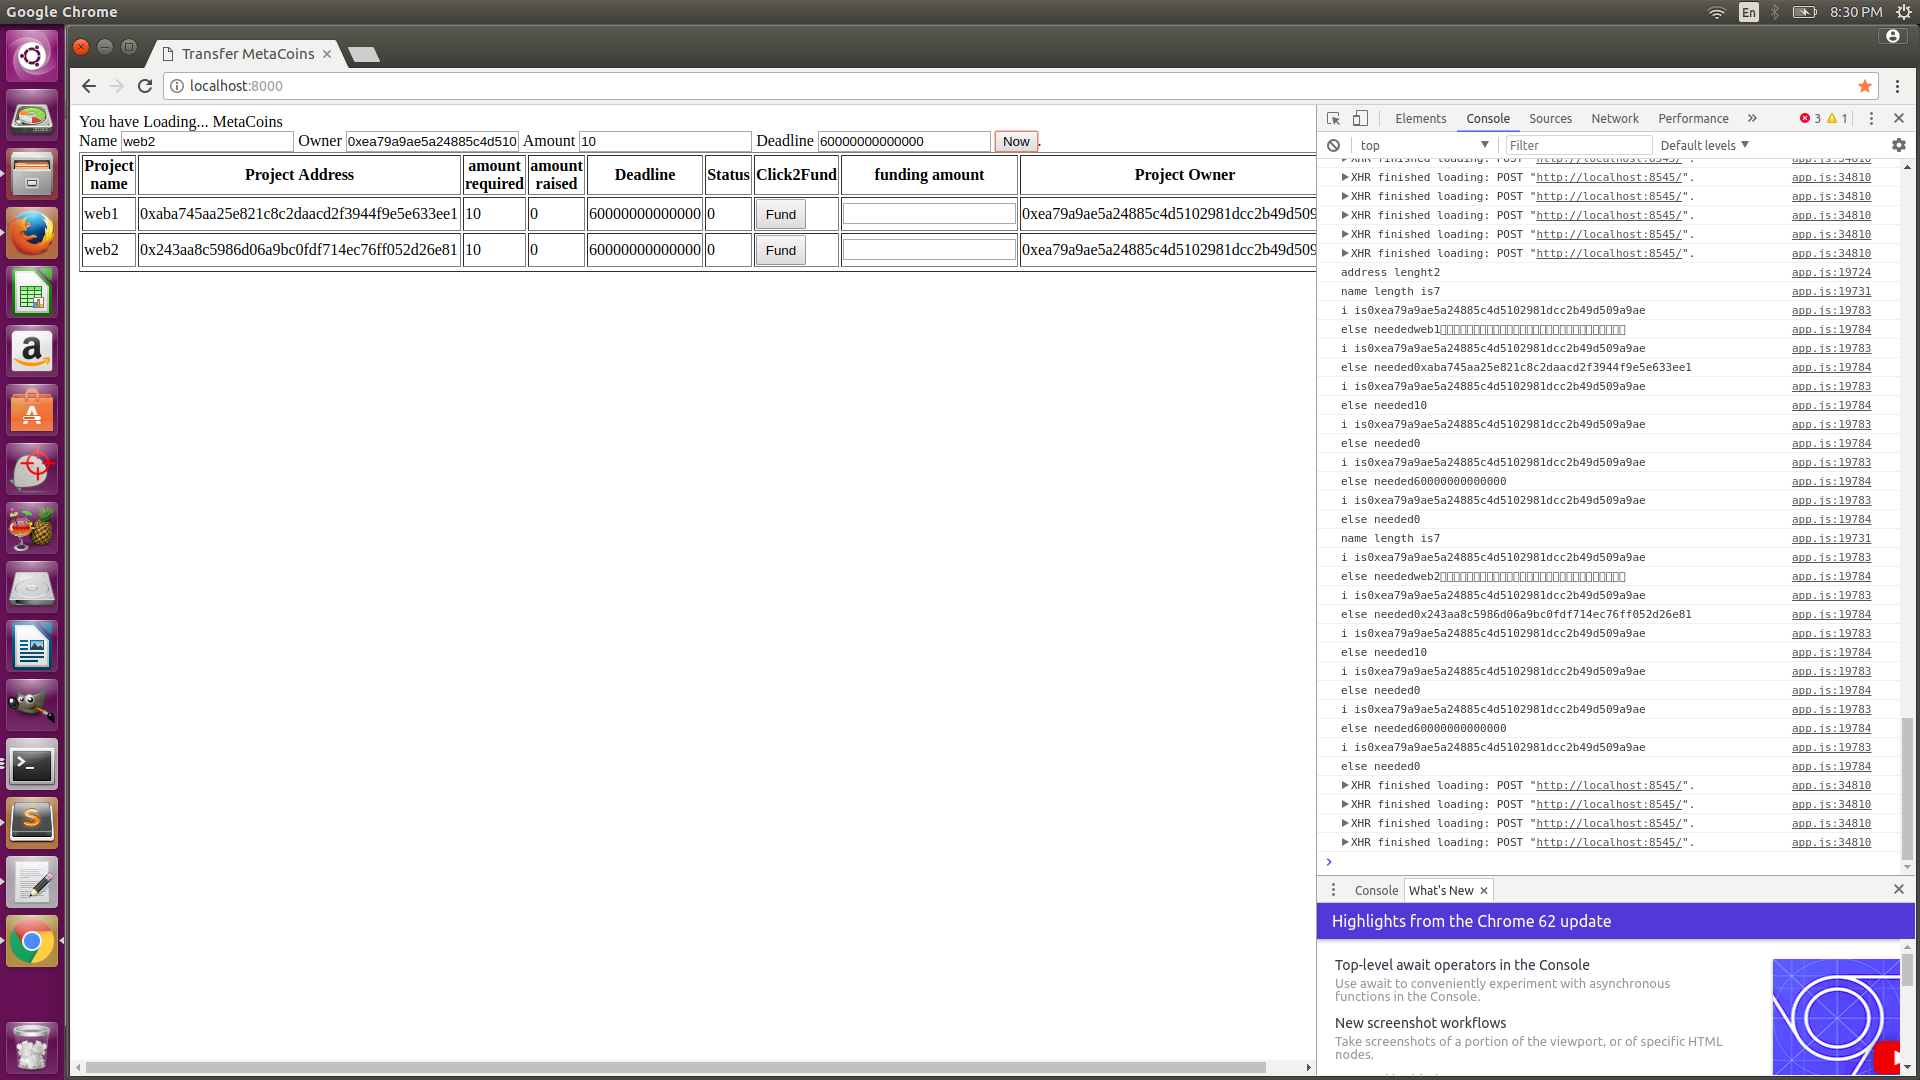 Google Chrome
En
8:30 PM
Transfer MetaCoins
localhost:8000
You have Loading... MetaCoins
Name web2 Owner 0xea79a9ae5a24885c4d510 Amount 10 Deadline 60000000000000 Now .
Project name Project Address amount required amount raised Deadline Status Click2Fund funding amount Project Owner
web1 0xaba745aa25e821c8c2daacd2f3944f9e5e633ee1 10 0 60000000000000 0 Fund 0xea79a9ae5a24885c4d5102981dcc2b49d509
web2 0x243aa8c5986d06a9bc0fdf714ec76ff052d26e81 10 0 60000000000000 0 Fund 0xea79a9ae5a24885c4d5102981dcc2b49d509
Elements Console Sources Network Performance » 3 1
top Filter Default levels
XHR finished loading: POST "http://localhost:8545/". app.js:34810
XHR finished loading: POST "http://localhost:8545/". app.js:34810
XHR finished loading: POST "http://localhost:8545/". app.js:34810
XHR finished loading: POST "http://localhost:8545/". app.js:34810
XHR finished loading: POST "http://localhost:8545/". app.js:34810
XHR finished loading: POST "http://localhost:8545/". app.js:34810
address lenght2 app.js:19724
name length is7 app.js:19731
i is0xea79a9ae5a24885c4d5102981dcc2b49d509a9ae app.js:19783
else neededweb1 app.js:19784
i is0xea79a9ae5a24885c4d5102981dcc2b49d509a9ae app.js:19783
else needed0xaba745aa25e821c8c2daacd2f3944f9e5e633ee1 app.js:19784
i is0xea79a9ae5a24885c4d5102981dcc2b49d509a9ae app.js:19783
else needed10 app.js:19784
i is0xea79a9ae5a24885c4d5102981dcc2b49d509a9ae app.js:19783
else needed0 app.js:19784
i is0xea79a9ae5a24885c4d5102981dcc2b49d509a9ae app.js:19783
else needed60000000000000 app.js:19784
i is0xea79a9ae5a24885c4d5102981dcc2b49d509a9ae app.js:19783
else needed0 app.js:19784
name length is7 app.js:19731
i is0xea79a9ae5a24885c4d5102981dcc2b49d509a9ae app.js:19783
else neededweb2 app.js:19784
i is0xea79a9ae5a24885c4d5102981dcc2b49d509a9ae app.js:19783
else needed0x243aa8c5986d06a9bc0fdf714ec76ff052d26e81 app.js:19784
i is0xea79a9ae5a24885c4d5102981dcc2b49d509a9ae app.js:19783
else needed10 app.js:19784
i is0xea79a9ae5a24885c4d5102981dcc2b49d509a9ae app.js:19783
else needed0 app.js:19784
i is0xea79a9ae5a24885c4d5102981dcc2b49d509a9ae app.js:19783
else needed60000000000000 app.js:19784
i is0xea79a9ae5a24885c4d5102981dcc2b49d509a9ae app.js:19783
else needed0 app.js:19784
XHR finished loading: POST "http://localhost:8545/". app.js:34810
XHR finished loading: POST "http://localhost:8545/". app.js:34810
XHR finished loading: POST "http://localhost:8545/". app.js:34810
XHR finished loading: POST "http://localhost:8545/". app.js:34810
Console What's New
Highlights from the Chrome 62 update
Top-level await operators in the Console
Use await to conveniently experiment with asynchronous
functions in the Console.
New screenshot workflows
Take screenshots of a portion of the viewport, or of specific HTML
nodes.